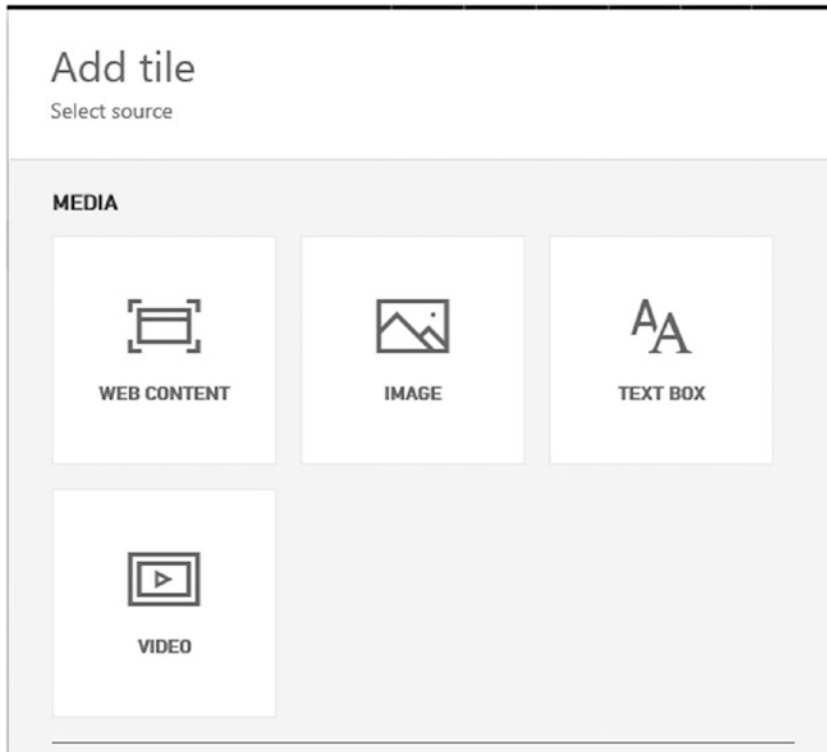 Add tile
Select source
MEDIA
WEB CONTENT
IMAGE
TEXT BOX
VIDEO